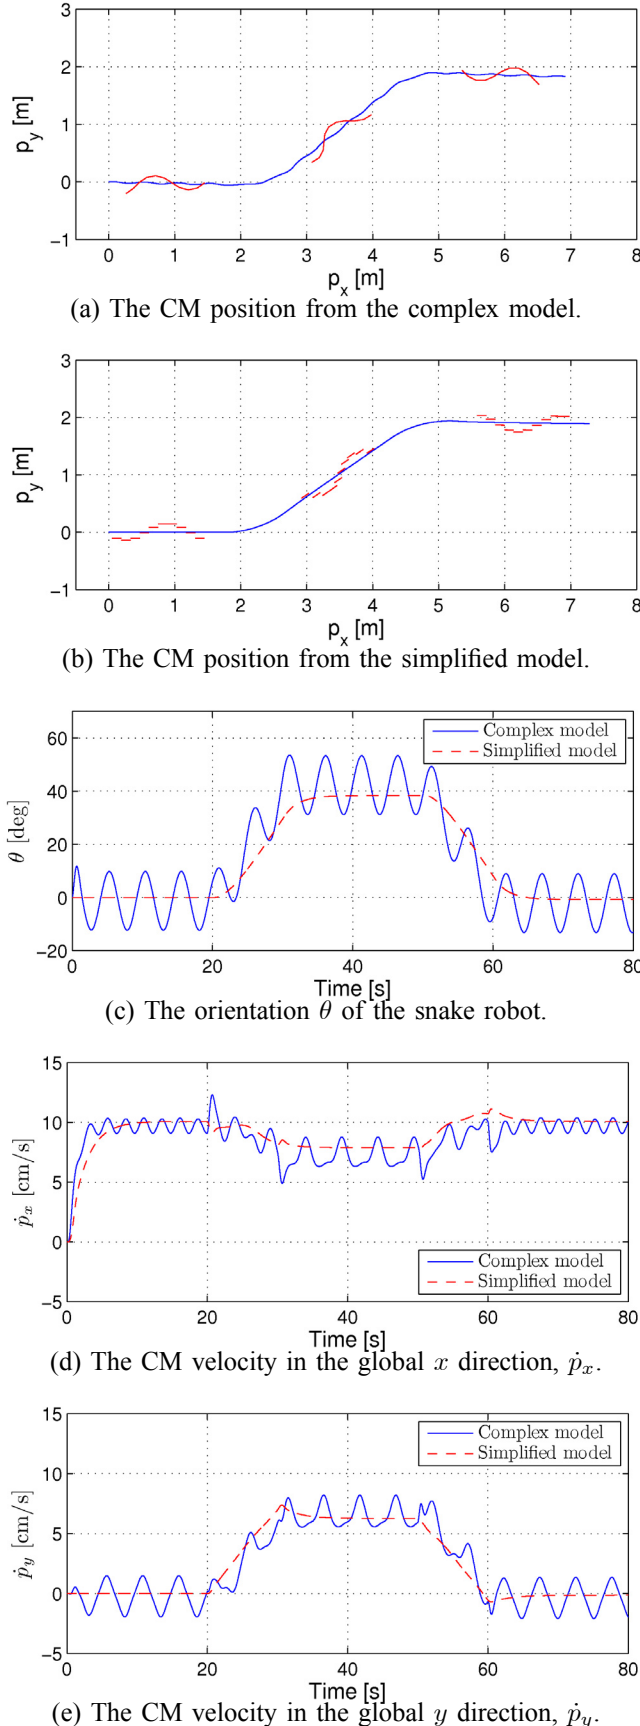 3
2
1
0
−1
p_y [m]
0 1 2 3 4 5 6 7 8
p_x [m]
(a) The CM position from the complex model.
3
2
1
0
−1
p_y [m]
0 1 2 3 4 5 6 7 8
p_x [m]
(b) The CM position from the simplified model.
60
40
20
0
−20
θ [deg]
Complex model
Simplified model
0 20 40 60 80
Time [s]
(c) The orientation θ of the snake robot.
15
10
5
0
−5
ṗ_x [cm/s]
Complex model
Simplified model
0 20 40 60 80
Time [s]
(d) The CM velocity in the global x direction, ṗ_x.
15
10
5
0
−5
ṗ_y [cm/s]
Complex model
Simplified model
0 20 40 60 80
Time [s]
(e) The CM velocity in the global y direction, ṗ_y.